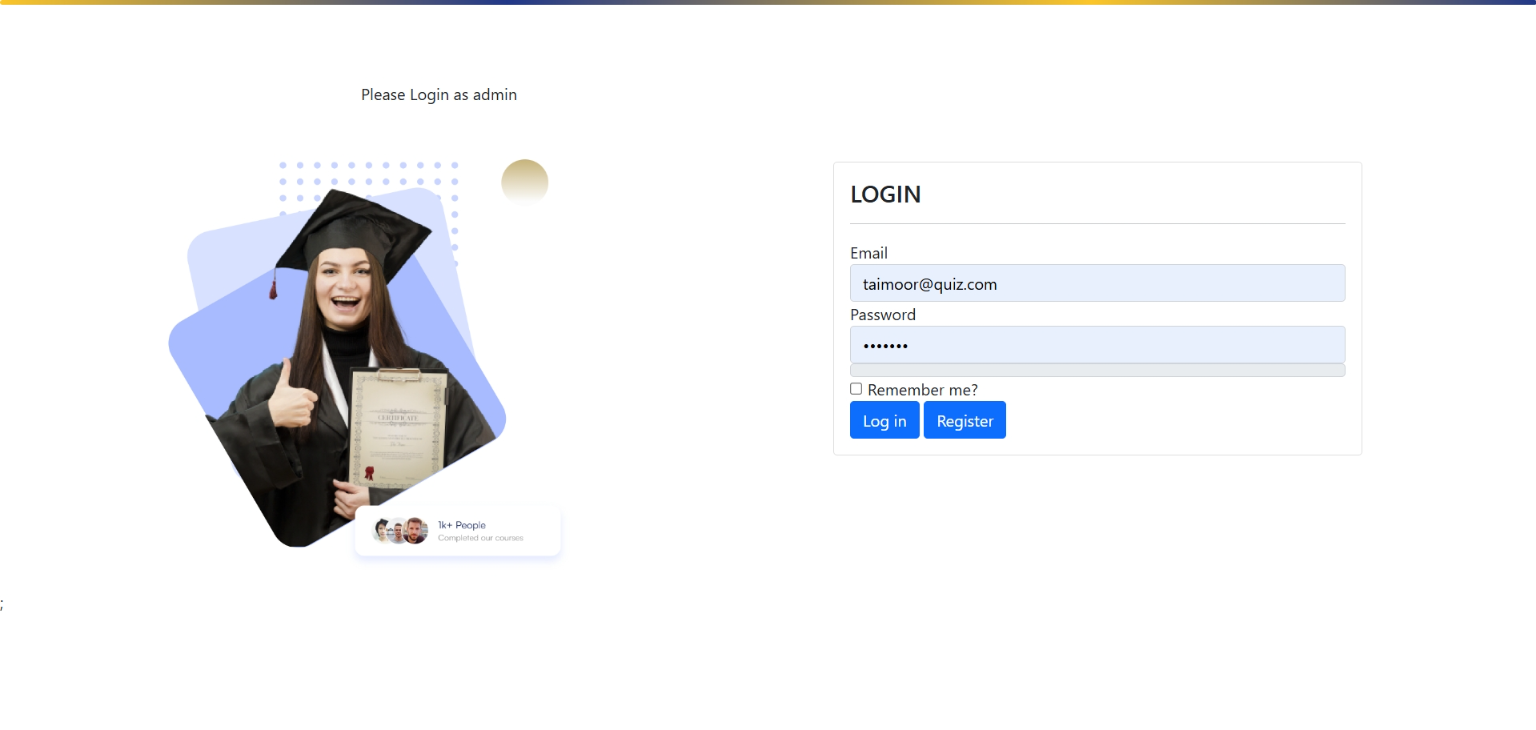 Please Login as admin
LOGIN
Email
taimoor@quiz.com
Password
•••••••
Remember me?
Log in
Register
CERTIFICATE
1k+ People
Completed our courses
;